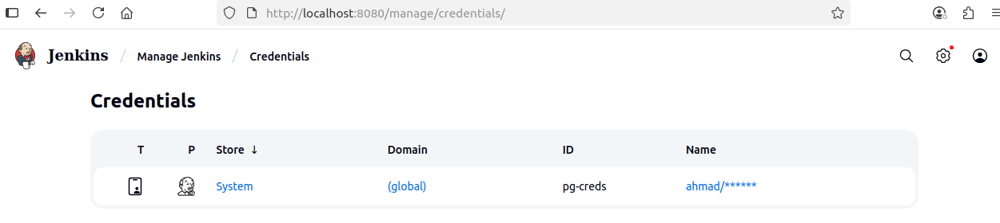 http://localhost:8080/manage/credentials/
Jenkins / Manage Jenkins / Credentials
Credentials
T P Store ↓ Domain ID Name
System (global) pg-creds ahmad/******